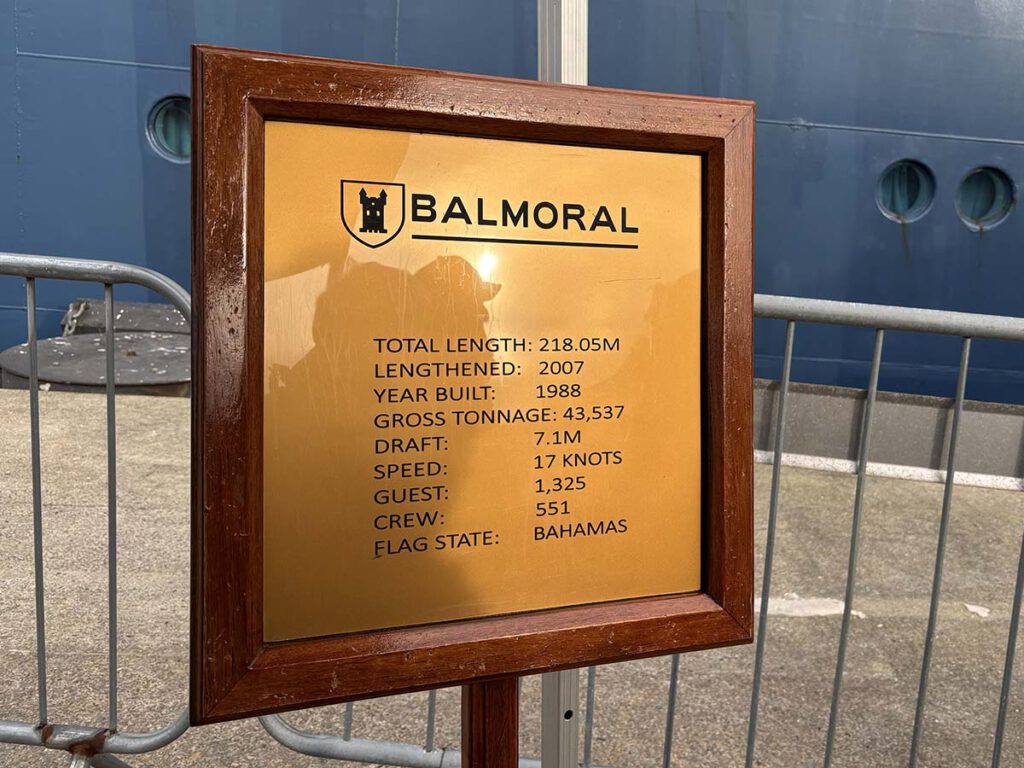 BALMORAL
TOTAL LENGTH: 218.05M
LENGTHENED: 2007
YEAR BUILT: 1988
GROSS TONNAGE: 43,537
DRAFT: 7.1M
SPEED: 17 KNOTS
GUEST: 1,325
CREW: 551
FLAG STATE: BAHAMAS